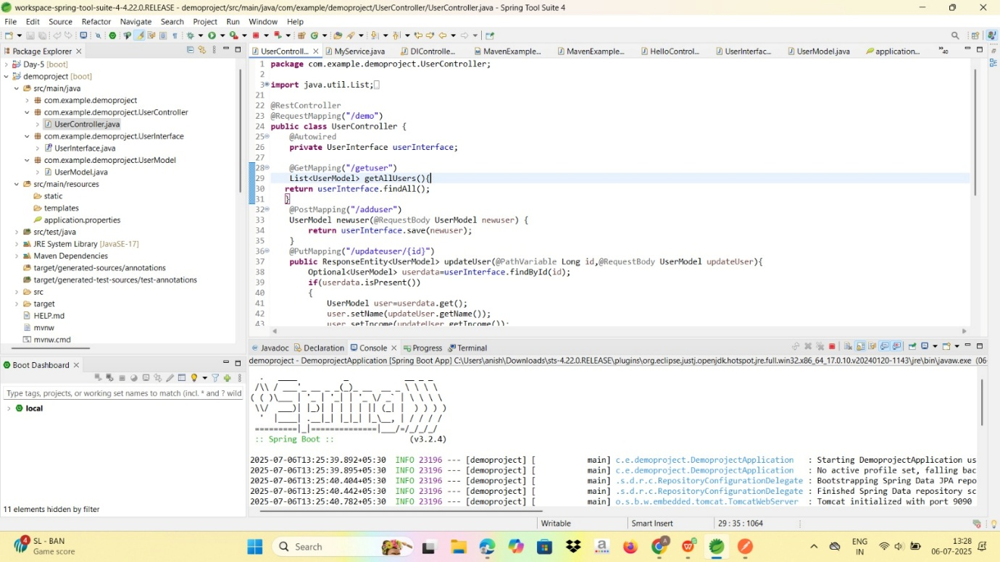 workspace-spring-tool-suite-4-4.22.0.RELEASE - demoproject/src/main/java/com/example/demoproject/UserController/UserController.java - Spring Tool Suite 4
File Edit Source Refactor Navigate Search Project Run Window Help
Package Explorer
Day-5 [boot]
demoproject [boot]
src/main/java
com.example.demoproject
com.example.demoproject.UserController
UserController.java
com.example.demoproject.UserInterface
UserInterface.java
com.example.demoproject.UserModel
UserModel.java
src/main/resources
static
templates
application.properties
src/test/java
JRE System Library [JavaSE-17]
Maven Dependencies
target/generated-sources/annotations
target/generated-test-sources/test-annotations
src
target
HELP.md
mvnw
mvnw.cmd
UserControll... MyService.java DIControlle... MavenExample... MavenExample... HelloControl... UserInterfac... UserModel.java application... 40
1 package com.example.demoproject.UserController;
2
3 import java.util.List;
21
22 @RestController
23 @RequestMapping("/demo")
24 public class UserController {
25 @Autowired
26 private UserInterface userInterface;
27
28 @GetMapping("/getuser")
29 List<UserModel> getAllUsers(){
30 return userInterface.findAll();
31 }
32 @PostMapping("/adduser")
33 UserModel newuser(@RequestBody UserModel newuser) {
34 return userInterface.save(newuser);
35 }
36 @PutMapping("/updateuser/{id}")
37 public ResponseEntity<UserModel> updateUser(@PathVariable Long id,@RequestBody UserModel updateUser){
38 Optional<UserModel> userdata=userInterface.findById(id);
39 if(userdata.isPresent())
40 {
41 UserModel user=userdata.get();
42 user.setName(updateUser.getName());
43 user.setIncome(updateUser.getIncome());
Boot Dashboard
Type tags, projects, or working set names to match (incl. * and ? wild
local
11 elements hidden by filter
Javadoc Declaration Console Progress Terminal
demoproject - DemoprojectApplication [Spring Boot App] C:\Users\anish\Downloads\sts-4.22.0.RELEASE\plugins\org.eclipse.justj.openjdk.hotspot.jre.full.win32.x86_64_17.0.10.v20240120-1143\jre\bin\javaw.exe (06-
:: Spring Boot :: (v3.2.4)
2025-07-06T13:25:39.892+05:30 INFO 23196 --- [demoproject] [ main] c.e.demoproject.DemoprojectApplication : Starting DemoprojectApplication us
2025-07-06T13:25:39.895+05:30 INFO 23196 --- [demoproject] [ main] c.e.demoproject.DemoprojectApplication : No active profile set, falling bac
2025-07-06T13:25:40.404+05:30 INFO 23196 --- [demoproject] [ main] .s.d.r.c.RepositoryConfigurationDelegate : Bootstrapping Spring Data JPA repo
2025-07-06T13:25:40.442+05:30 INFO 23196 --- [demoproject] [ main] .s.d.r.c.RepositoryConfigurationDelegate : Finished Spring Data repository sc
2025-07-06T13:25:40.782+05:30 INFO 23196 --- [demoproject] [ main] o.s.b.w.embedded.tomcat.TomcatWebServer : Tomcat initialized with port 9090
Writable Smart Insert 29 : 35 : 1064
4 SL - BAN
Game score
Search
ENG
IN
13:28
06-07-2025